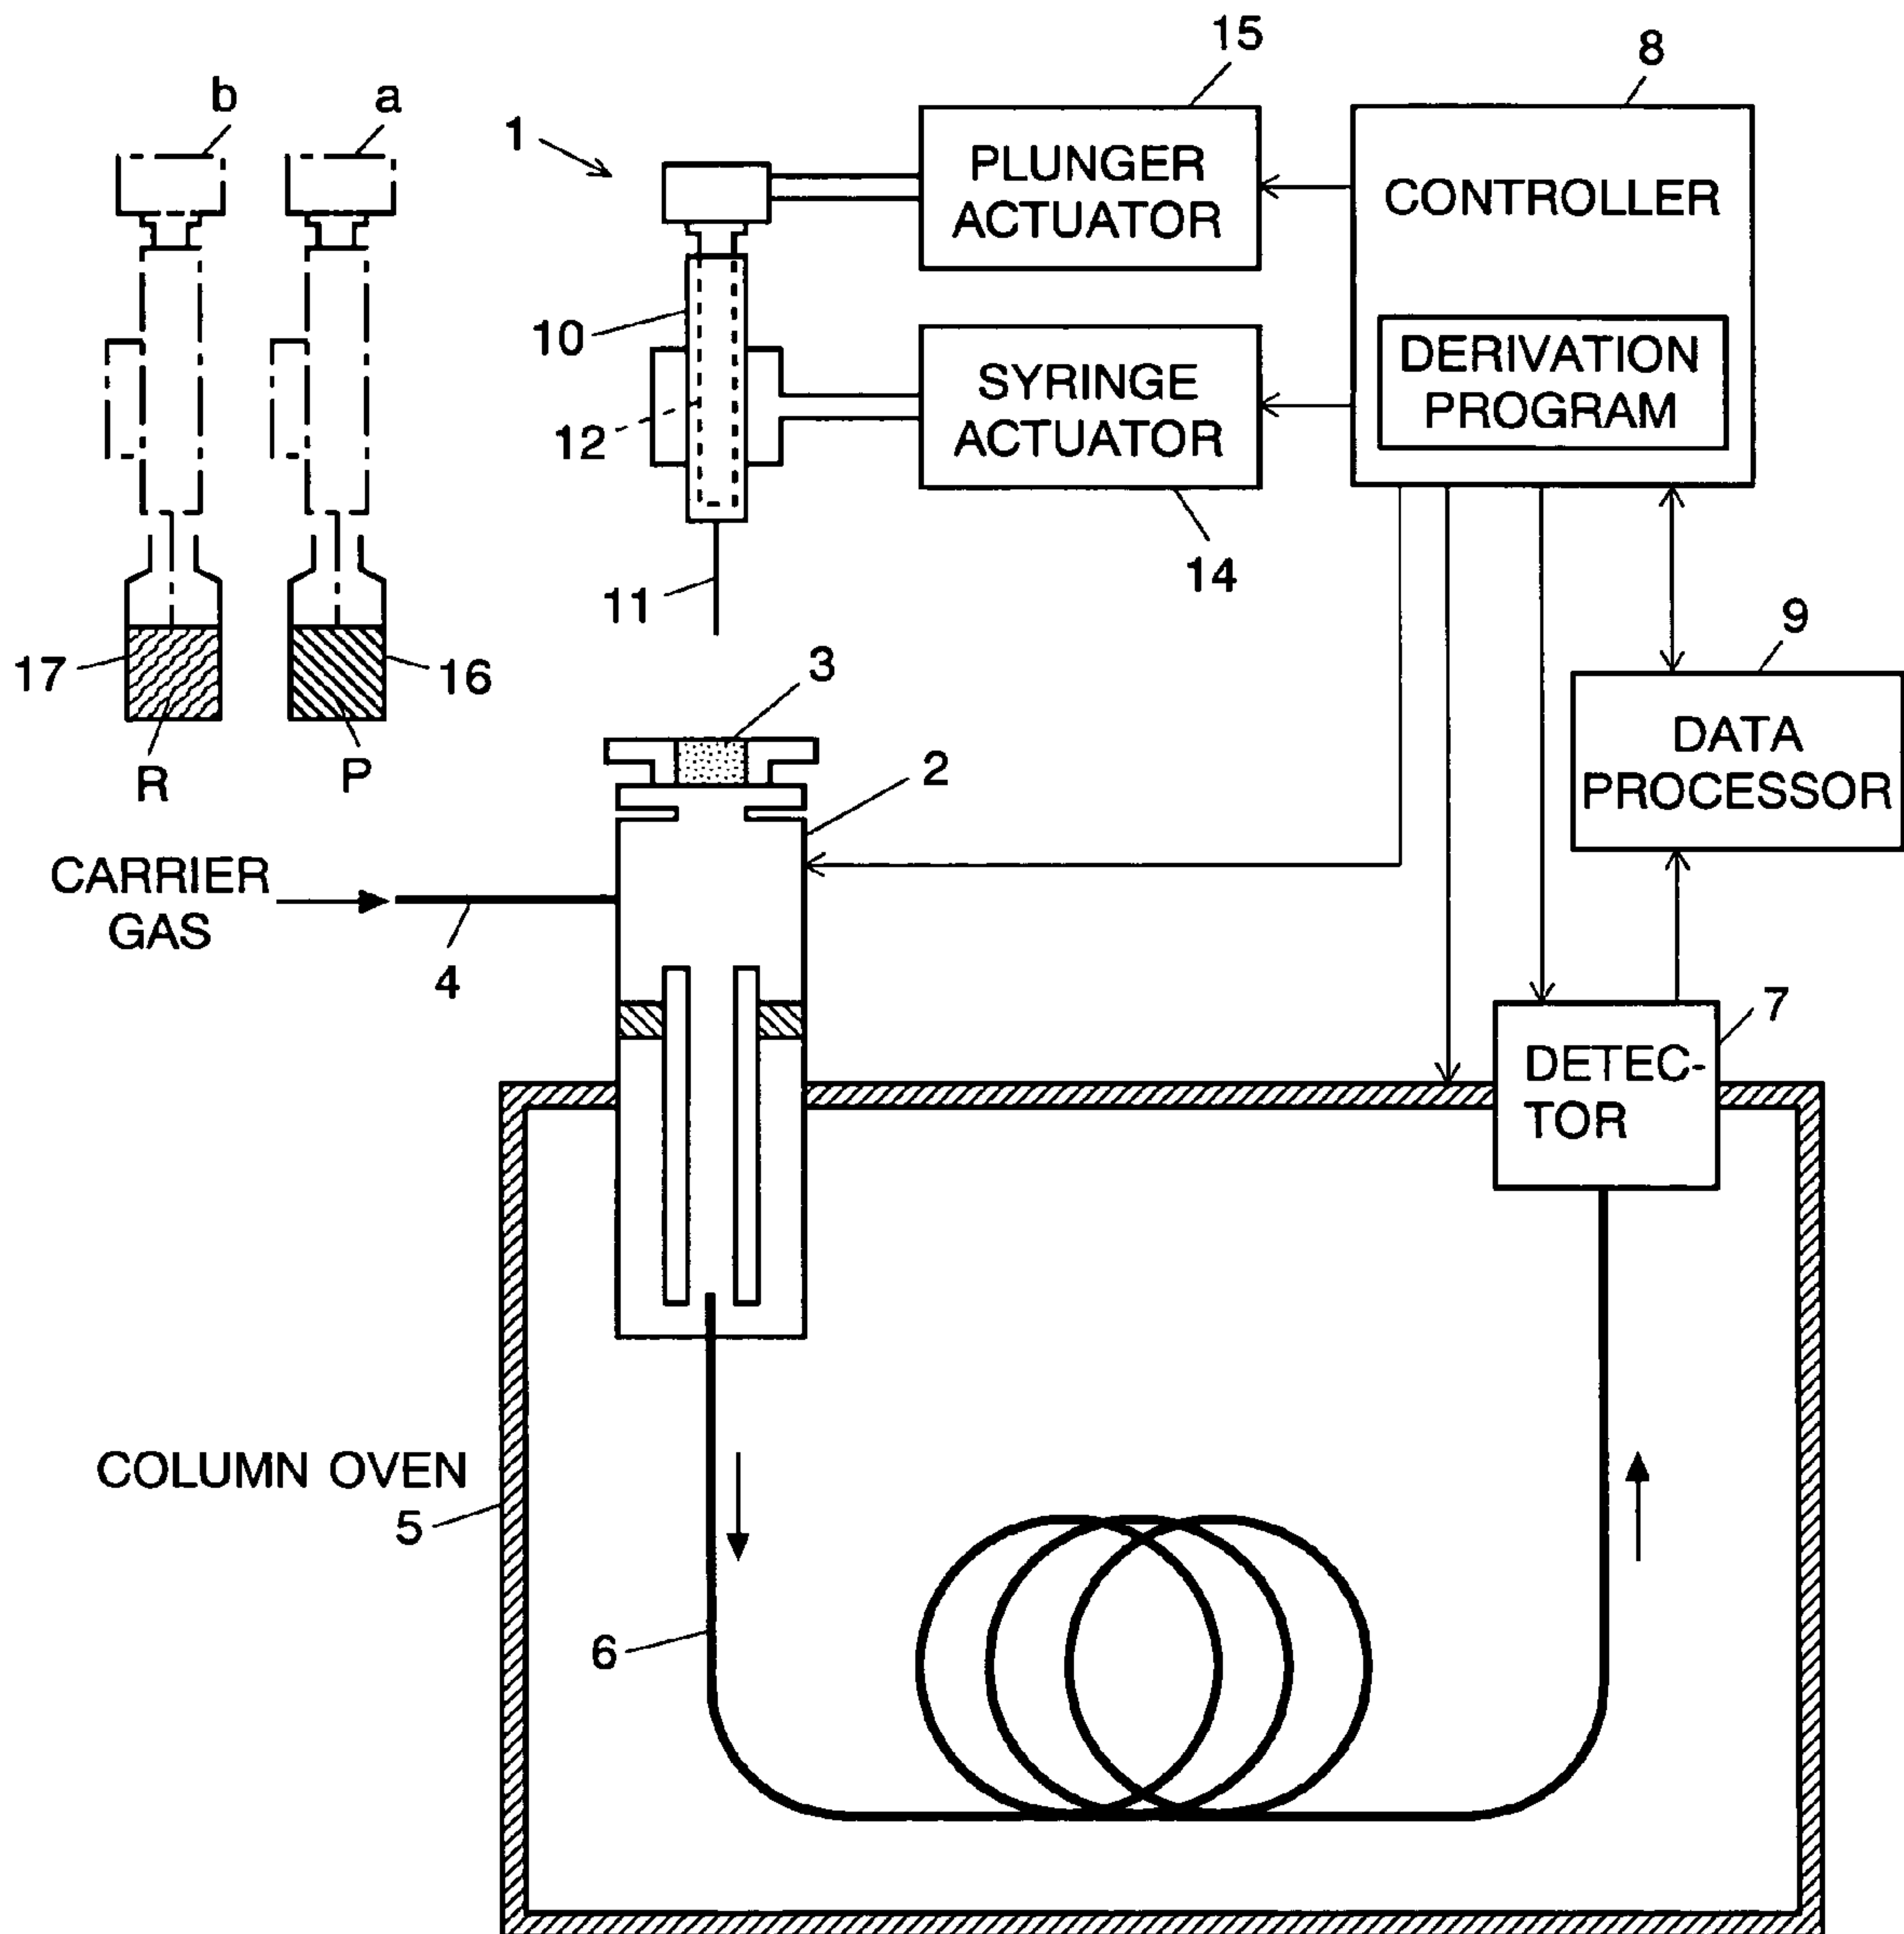 15
8
b
a
1
PLUNGER
ACTUATOR
CONTROLLER
10
DERIVATION
PROGRAM
SYRINGE
ACTUATOR
12
14
11
9
17
16
3
R
P
2
DATA
PROCESSOR
CARRIER
GAS
4
7
DETEC-
TOR
COLUMN OVEN
5
6